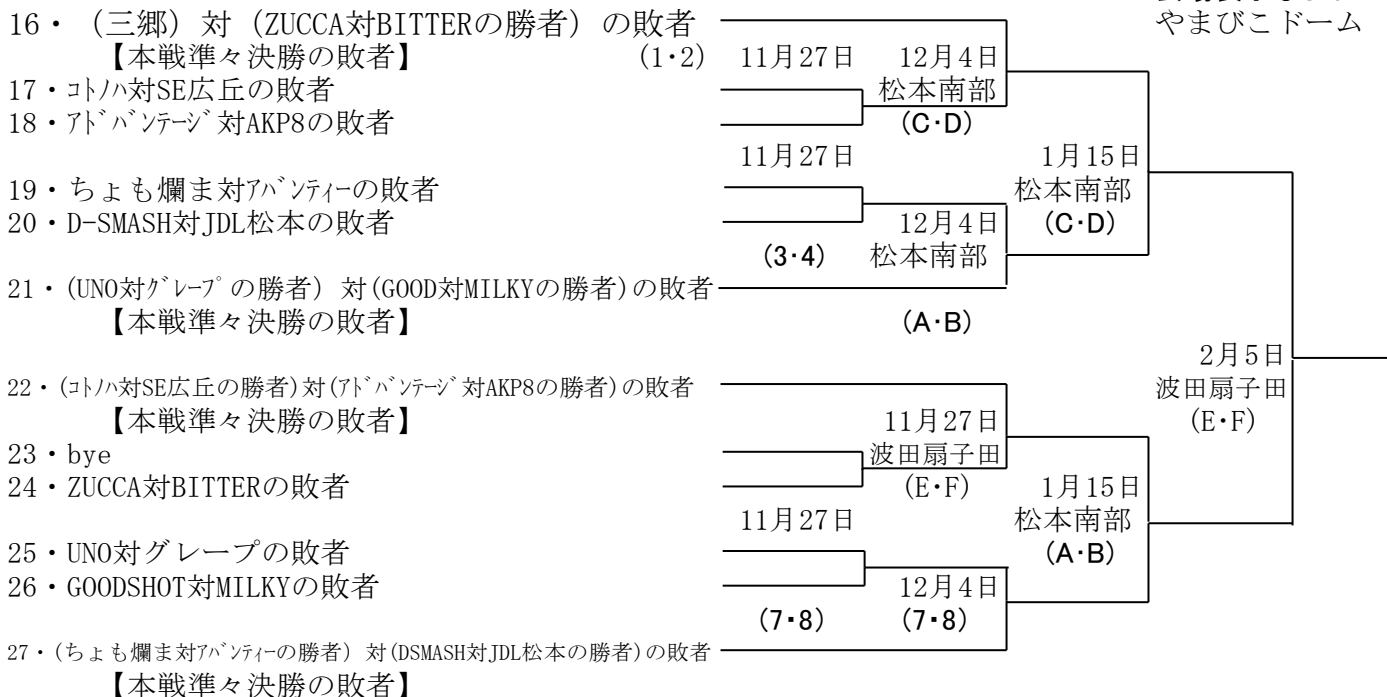 やまびこドーム
16・（三郷）対（ZUCCA対BITTERの勝者）の敗者
【本戦準々決勝の敗者】 (1・2) 11月27日 12月4日
17・コトノハ対SE広丘の敗者 松本南部
18・アドバンテージ対AKP8の敗者 (C・D)
11月27日 1月15日
19・ちょも爛ま対アバンティーの敗者 松本南部
20・D-SMASH対JDL松本の敗者 12月4日 (C・D)
(3・4) 松本南部
21・(UNO対グレープの勝者）対(GOOD対MILKYの勝者)の敗者
【本戦準々決勝の敗者】 (A・B)
2月5日
22・(コトノハ対SE広丘の勝者)対(アドバンテージ対AKP8の勝者)の敗者 波田扇子田
【本戦準々決勝の敗者】 11月27日 (E・F)
23・bye 波田扇子田
24・ZUCCA対BITTERの敗者 (E・F) 1月15日
11月27日 松本南部
25・UNO対グレープの敗者 (A・B)
26・GOODSHOT対MILKYの敗者 12月4日
(7・8) (7・8)
27・(ちょも爛ま対アバンティーの勝者）対(DSMASH対JDL松本の勝者)の敗者
【本戦準々決勝の敗者】